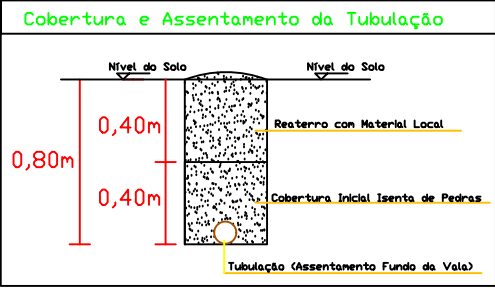 Cobertura e Assentamento da Tubulação
Nível do Solo
Nível do Solo
0,40m
Reaterro com Material Local
0,80m
0,40m
Cobertura Inicial Isenta de Pedras
Tubulação (Assentamento Fundo da Vala)